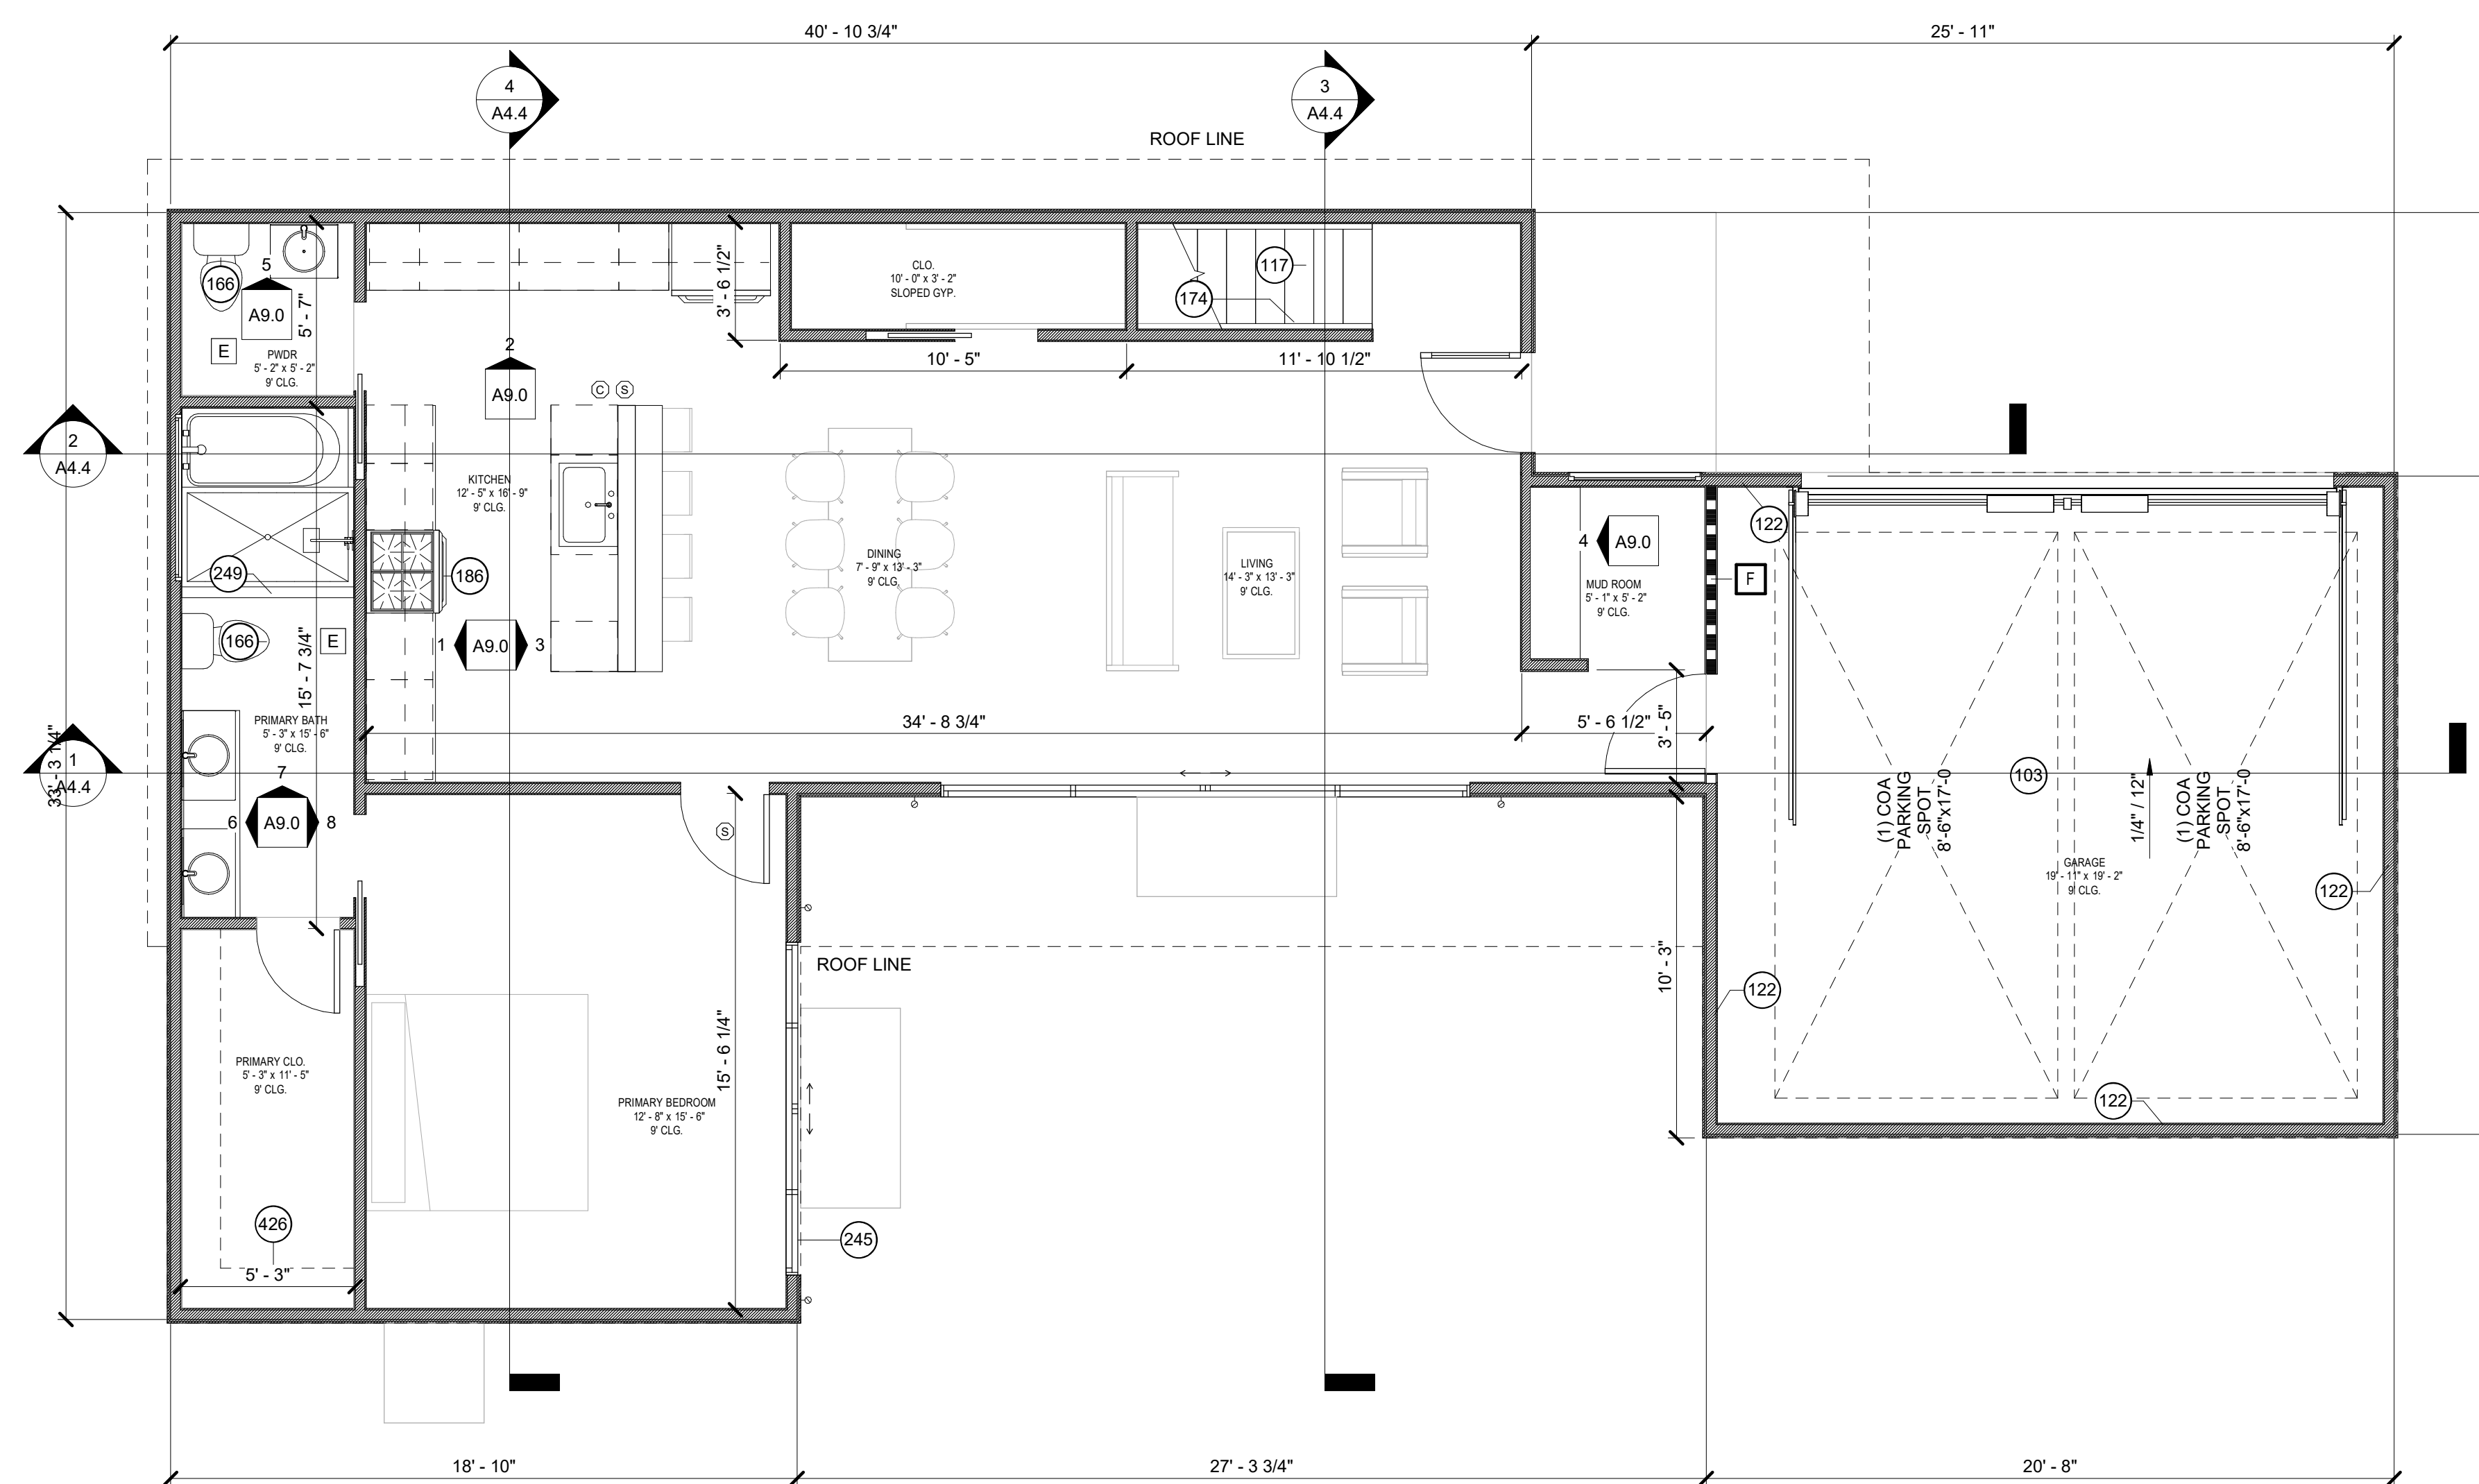 40' - 10 3/4"
25' - 11"
4
A4.4
3
A4.4
ROOF LINE
5
166
A9.0
5' - 7"
E
PWDR
5' - 2" x 5' - 2"
9' CLG.
3' - 6 1/2"
CLO.
10' - 0" x 3' - 2"
SLOPED GYP.
117
174
10' - 5"
11' - 10 1/2"
2
A9.0
C
S
2
A4.4
KITCHEN
12' - 5" x 16' - 9"
9' CLG.
DINING
7' - 9" x 13' - 3"
9' CLG.
LIVING
14' - 3" x 13' - 3"
9' CLG.
4
A9.0
MUD ROOM
5' - 1" x 5' - 2"
9' CLG.
122
F
249
186
166
E
1
A9.0
3
15' - 7 3/4"
PRIMARY BATH
5' - 3" x 15' - 6"
9' CLG.
34' - 8 3/4"
5' - 6 1/2"
3' - 5"
33' - 3 1/4"
1
A4.4
7
6
A9.0
8
S
103
(1) COA
PARKING
SPOT
8'-6"x17'-0
1/4" / 12"
(1) COA
PARKING
SPOT
8'-6"x17'-0
GARAGE
19' - 11" x 19' - 2"
9' CLG.
122
ROOF LINE
10' - 3"
122
PRIMARY CLO.
5' - 3" x 11' - 5"
9' CLG.
15' - 6 1/4"
PRIMARY BEDROOM
12' - 8" x 15' - 6"
9' CLG.
122
426
5' - 3"
245
18' - 10"
27' - 3 3/4"
20' - 8"